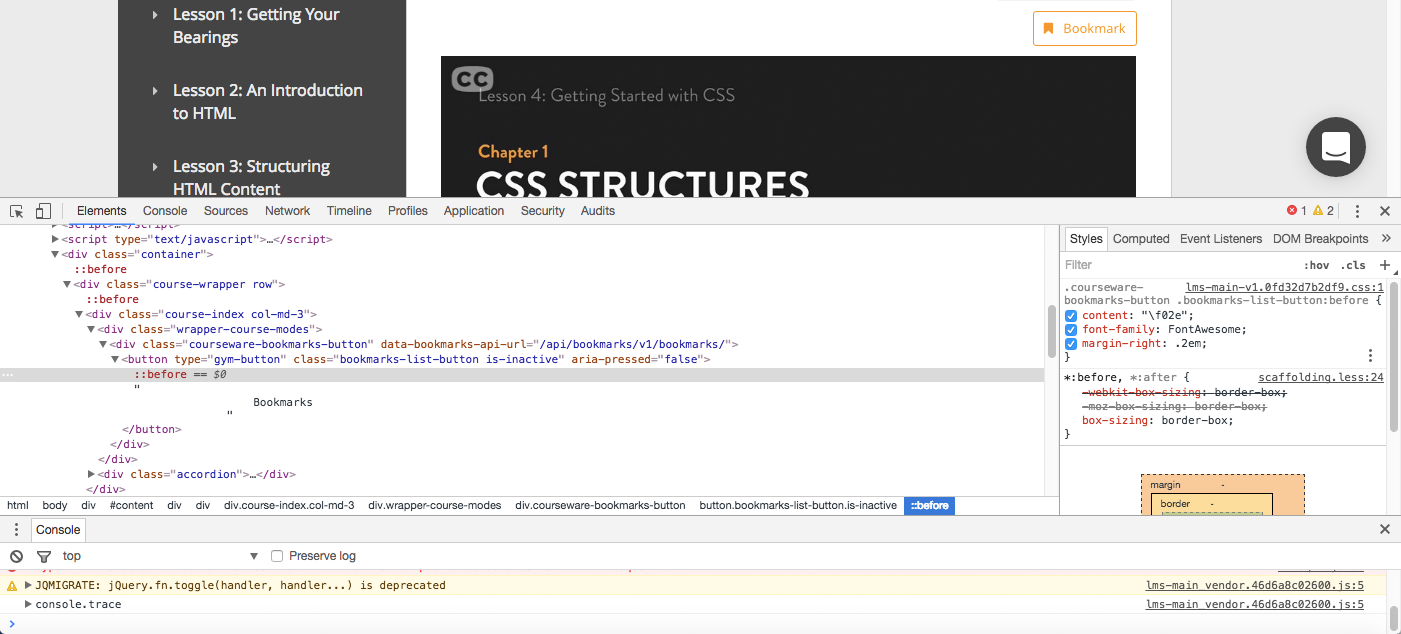 Lesson 1: Getting Your
Bearings
Lesson 2: An Introduction
to HTML
Lesson 3: Structuring
HTML Content
Bookmark
CC
Lesson 4: Getting Started with CSS
Chapter 1
CSS STRUCTURES
Elements Console Sources Network Timeline Profiles Application Security Audits 1 2
<script>…</script>
<script type="text/javascript">…</script>
<div class="container">
::before
<div class="course-wrapper row">
::before
<div class="course-index col-md-3">
<div class="wrapper-course-modes">
<div class="courseware-bookmarks-button" data-bookmarks-api-url="/api/bookmarks/v1/bookmarks/">
<button type="gym-button" class="bookmarks-list-button is-inactive" aria-pressed="false">
… ::before == $0
"
Bookmarks
"
</button>
</div>
</div>
<div class="accordion">…</div>
</div>
html body div #content div div div.course-index.col-md-3 div.wrapper-course-modes div.courseware-bookmarks-button button.bookmarks-list-button.is-inactive ::before
Styles Computed Event Listeners DOM Breakpoints »
Filter :hov .cls +
.courseware- lms-main-v1.0fd32d7b2df9.css:1
bookmarks-button .bookmarks-list-button:before {
content: "\f02e";
font-family: FontAwesome;
margin-right: .2em;
}
*:before, *:after { scaffolding.less:24
-webkit-box-sizing: border-box;
-moz-box-sizing: border-box;
box-sizing: border-box;
}
margin -
border -
Console
top Preserve log
JQMIGRATE: jQuery.fn.toggle(handler, handler...) is deprecated lms-main_vendor.46d6a8c02600.js:5
console.trace lms-main_vendor.46d6a8c02600.js:5